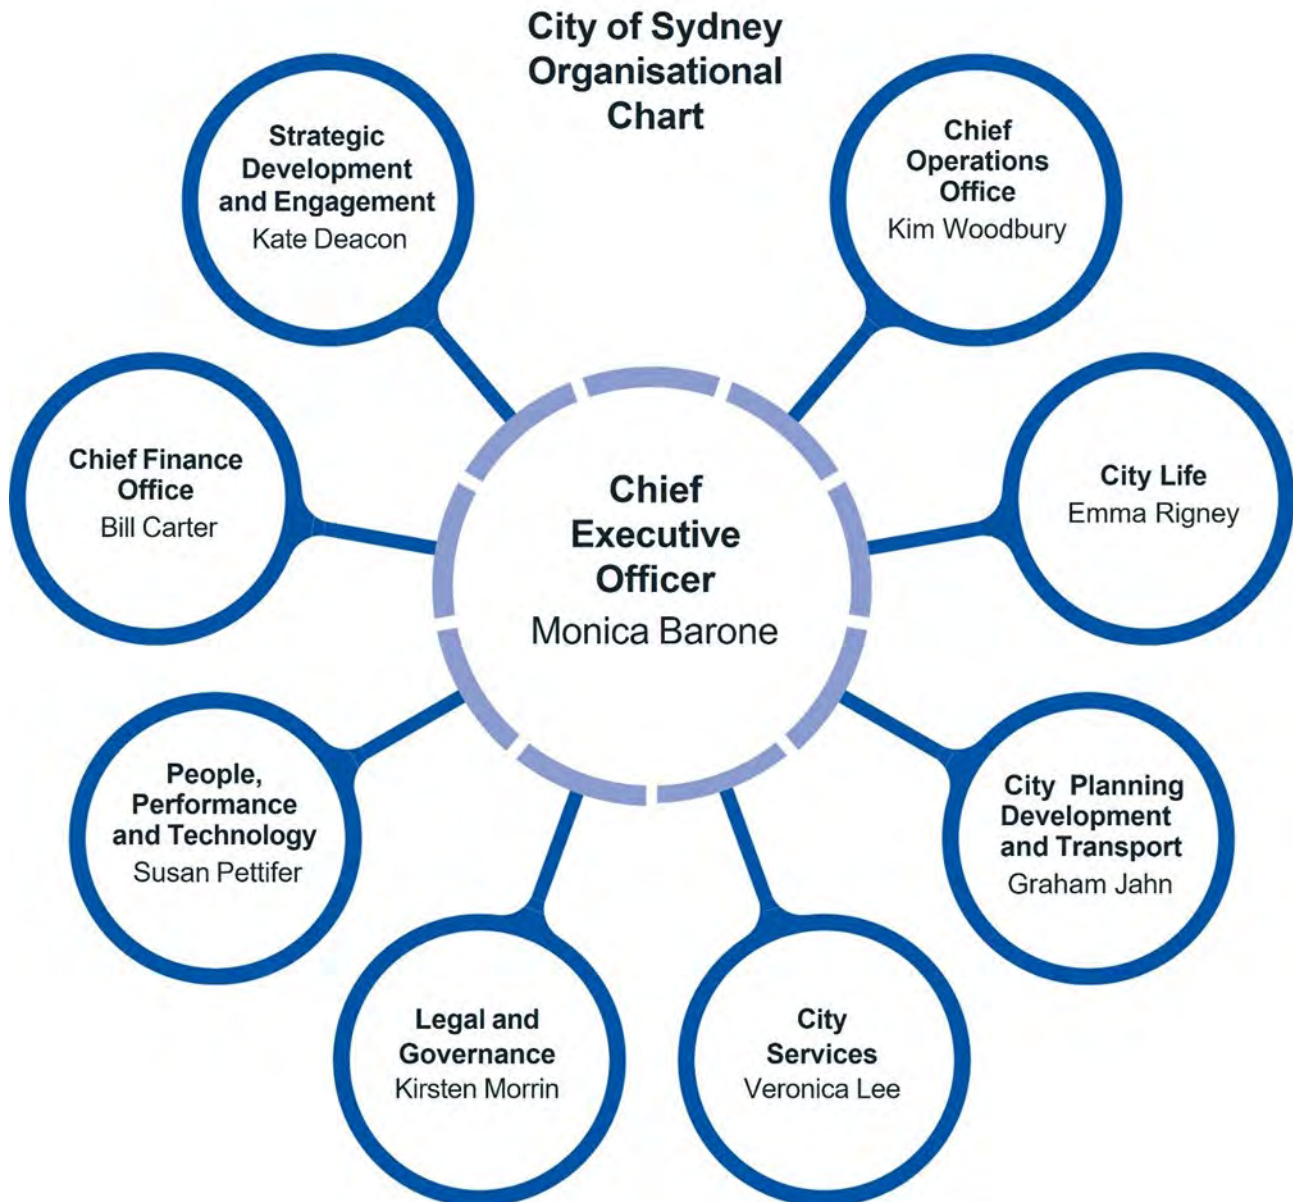 City of Sydney
Organisational
Chart
Strategic
Development
and Engagement
Kate Deacon
Chief
Operations
Office
Kim Woodbury
Chief Finance
Office
Bill Carter
Chief
Executive
Officer
Monica Barone
City Life
Emma Rigney
People,
Performance
and Technology
Susan Pettifer
City Planning
Development
and Transport
Graham Jahn
Legal and
Governance
Kirsten Morrin
City
Services
Veronica Lee